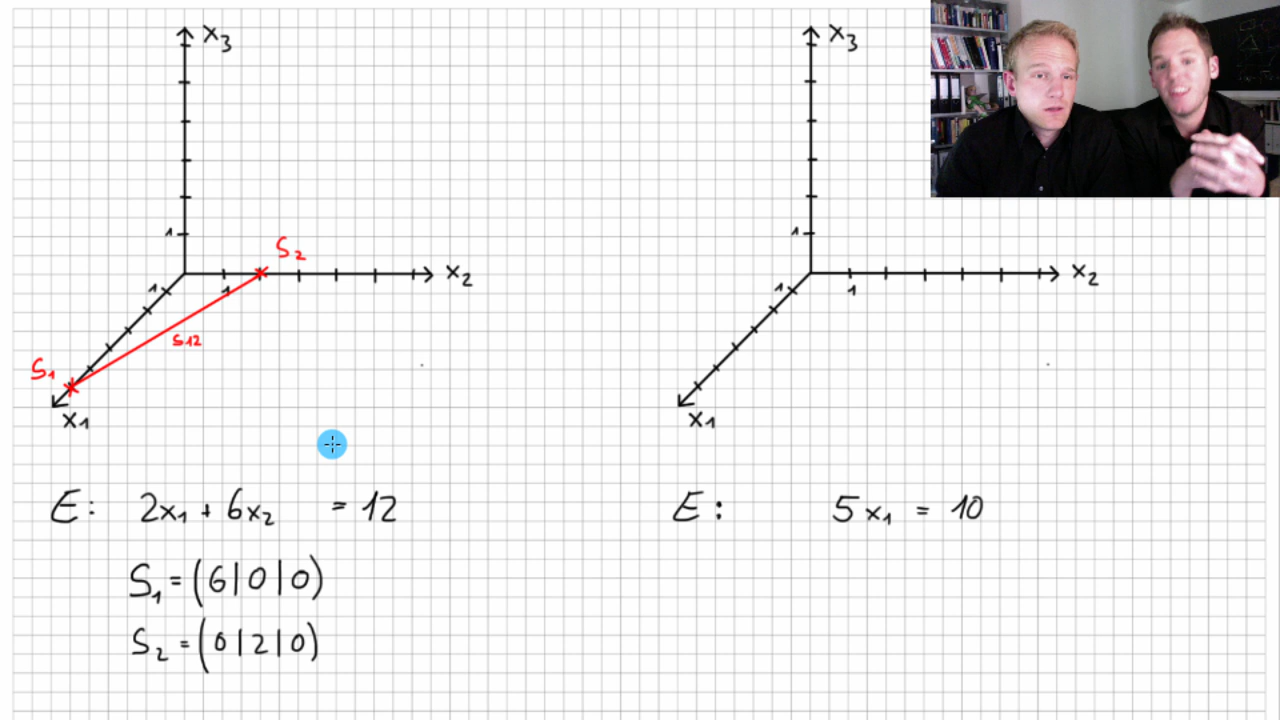 x3
1
S2
1
x2
1
s12
S1
x1
E: 2x1 + 6x2 = 12
S1 = (6|0|0)
S2 = (0|2|0)
x3
1
x2
1
1
x1
E: 5x1 = 10